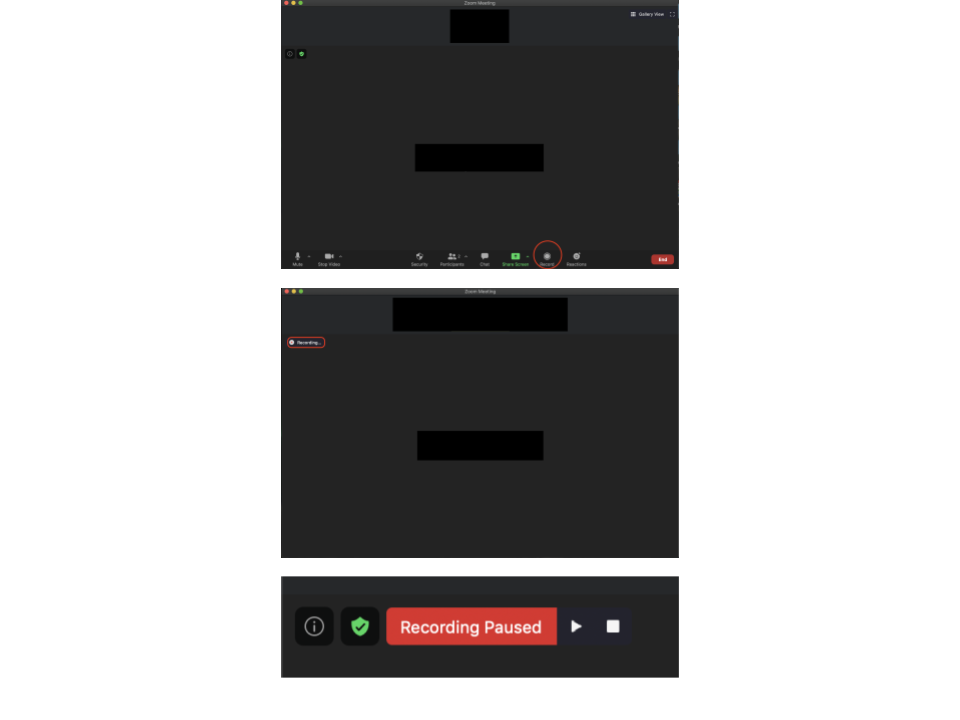 Zoom Meeting
Gallery View
Mute
Stop Video
Security
Participants
Chat
Share Screen
Record
Reactions
End
Zoom Meeting
Recording...
Recording Paused